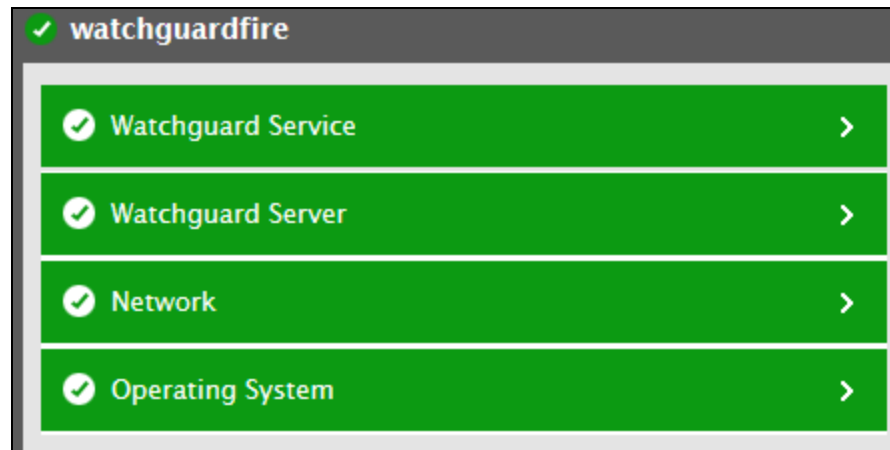 watchguardfire
Watchguard Service
Watchguard Server
Network
Operating System